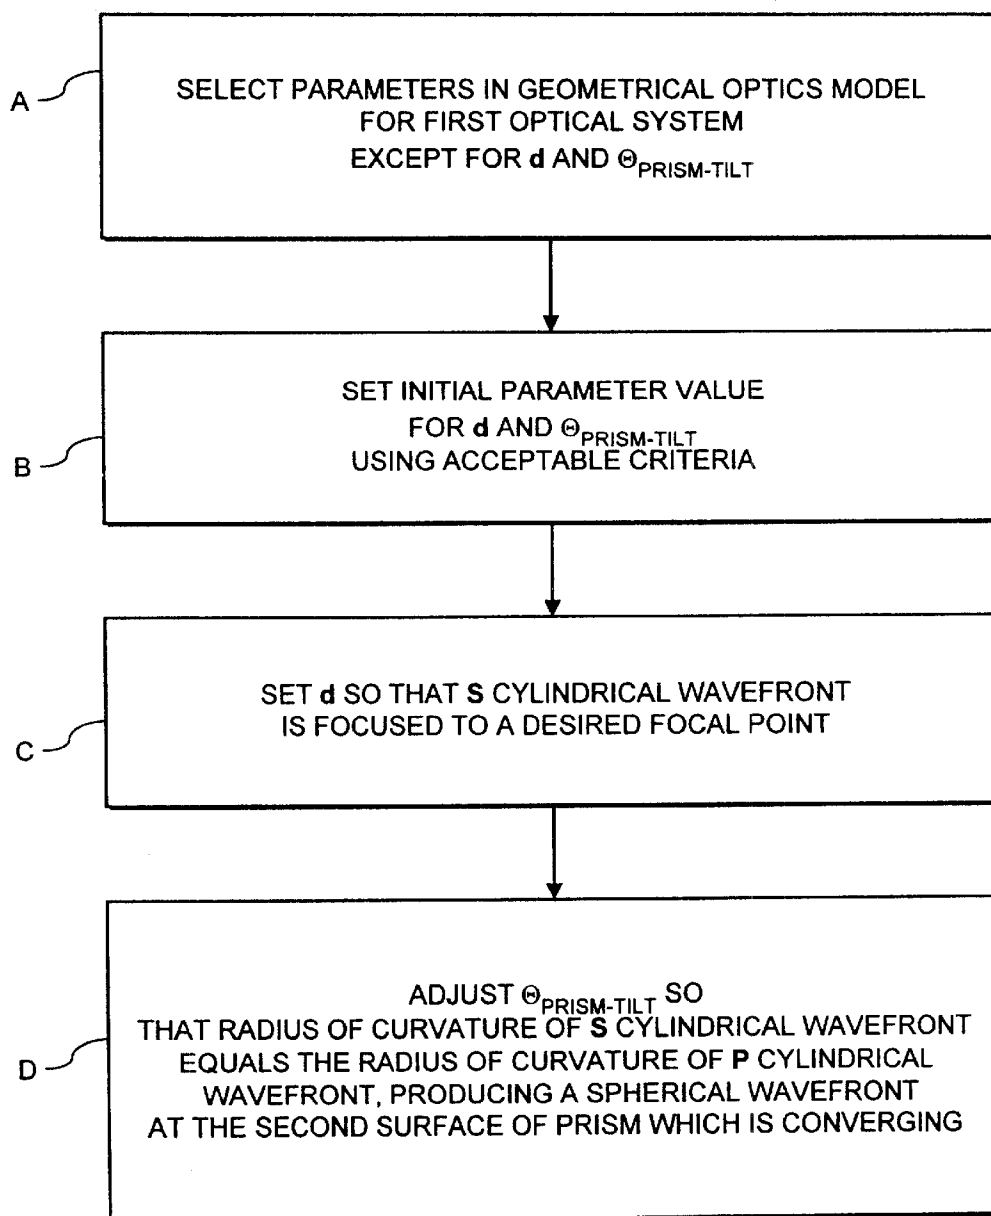 A
SELECT PARAMETERS IN GEOMETRICAL OPTICS MODEL
FOR FIRST OPTICAL SYSTEM
EXCEPT FOR d AND ΘPRISM-TILT
B
SET INITIAL PARAMETER VALUE
FOR d AND ΘPRISM-TILT
USING ACCEPTABLE CRITERIA
C
SET d SO THAT S CYLINDRICAL WAVEFRONT
IS FOCUSED TO A DESIRED FOCAL POINT
D
ADJUST ΘPRISM-TILT SO
THAT RADIUS OF CURVATURE OF S CYLINDRICAL WAVEFRONT
EQUALS THE RADIUS OF CURVATURE OF P CYLINDRICAL
WAVEFRONT, PRODUCING A SPHERICAL WAVEFRONT
AT THE SECOND SURFACE OF PRISM WHICH IS CONVERGING